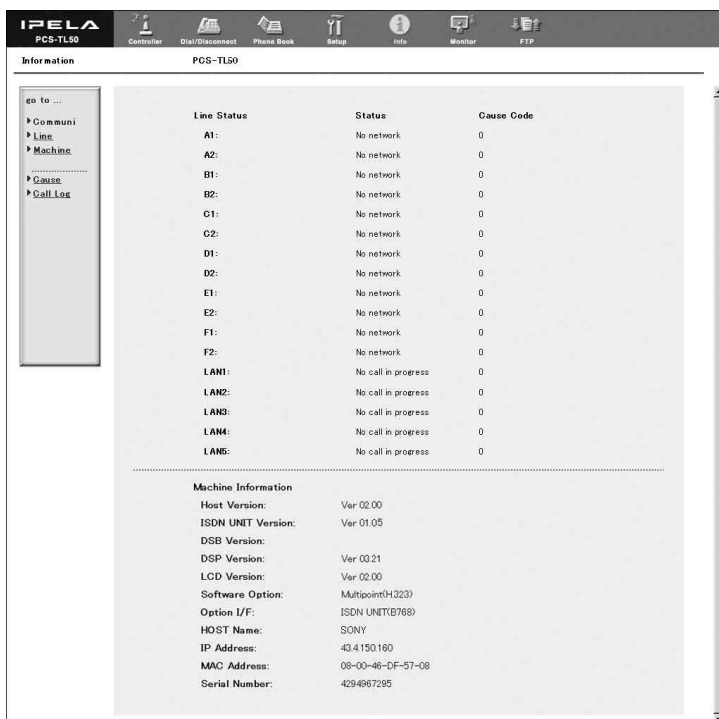 IPELA
PCS-TL50
Controller Dial/Disconnect Phone Book Setup Info Monitor FTP
Information PCS-TL50
go to ...
Communi
Line
Machine
Cause
Call Log
Line Status Status Cause Code
A1: No network 0
A2: No network 0
B1: No network 0
B2: No network 0
C1: No network 0
C2: No network 0
D1: No network 0
D2: No network 0
E1: No network 0
E2: No network 0
F1: No network 0
F2: No network 0
LAN1: No call in progress 0
LAN2: No call in progress 0
LAN3: No call in progress 0
LAN4: No call in progress 0
LAN5: No call in progress 0
Machine Information
Host Version: Ver 02.00
ISDN UNIT Version: Ver 01.05
DSB Version:
DSP Version: Ver 03.21
LCD Version: Ver 02.00
Software Option: Multipoint(H.323)
Option I/F: ISDN UNIT(B768)
HOST Name: SONY
IP Address: 43.4.150.160
MAC Address: 08-00-46-DF-57-08
Serial Number: 4294967295